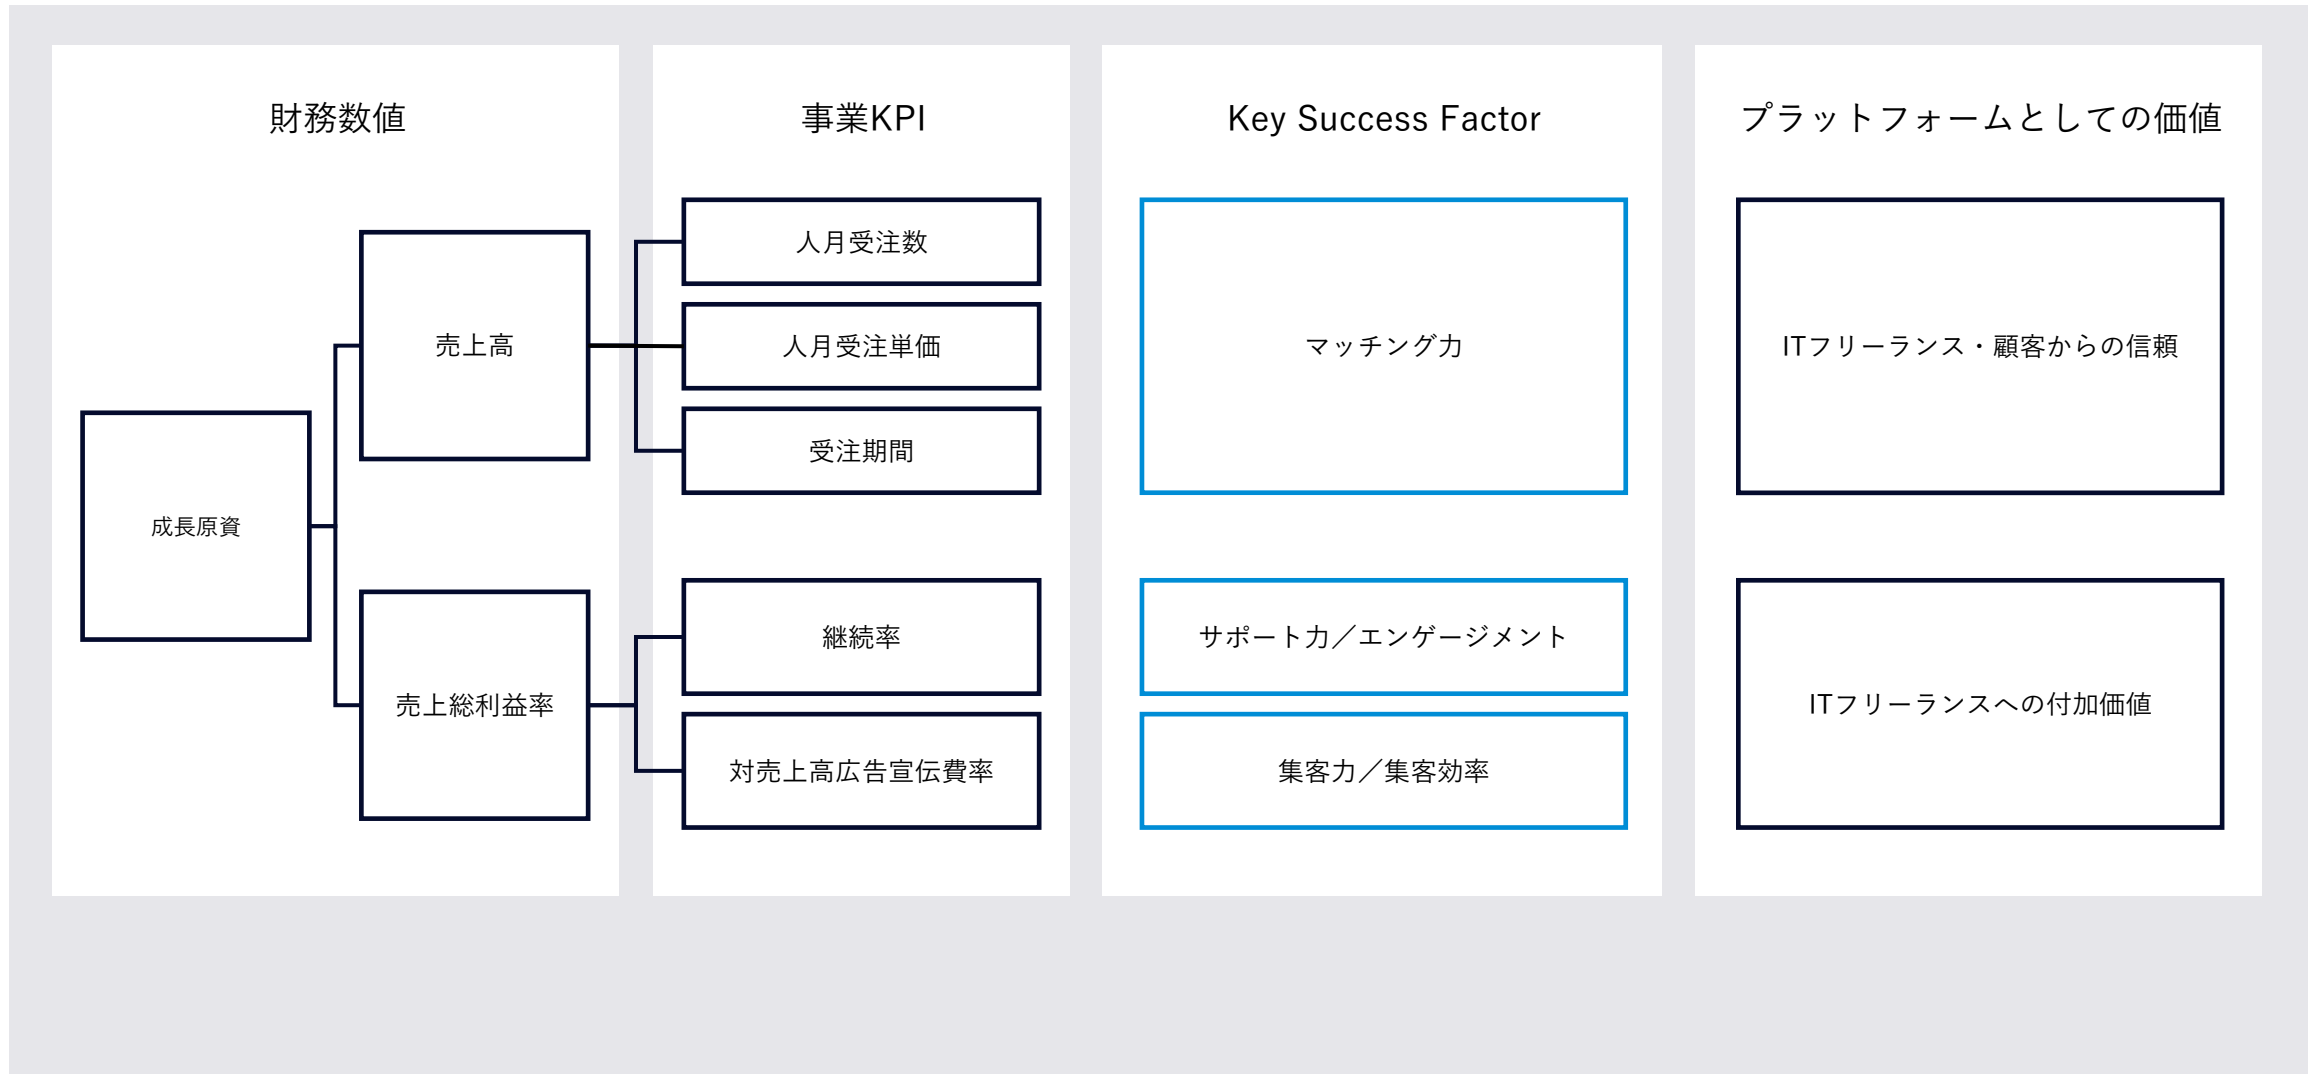 財務数値
事業KPI
Key Success Factor
プラットフォームとしての価値
成長原資
売上高
売上総利益率
人月受注数
人月受注単価
受注期間
継続率
対売上高広告宣伝費率
マッチング力
サポート力／エンゲージメント
集客力／集客効率
ITフリーランス・顧客からの信頼
ITフリーランスへの付加価値